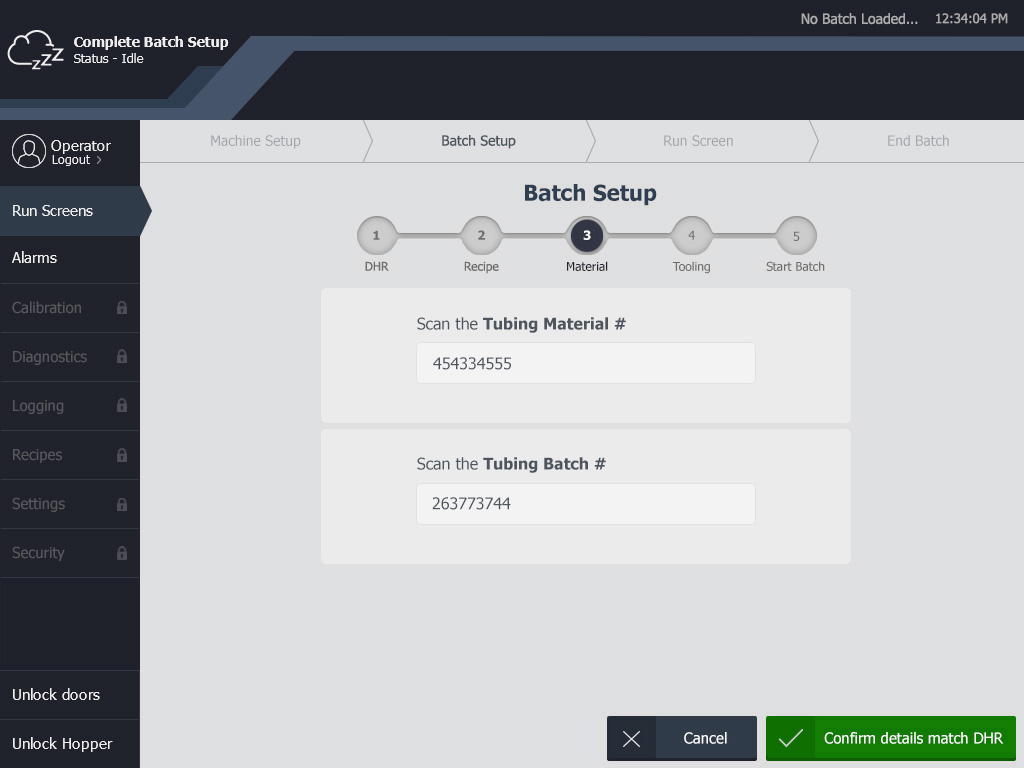 No Batch Loaded... 12:34:04 PM
Complete Batch Setup
Status - Idle
zzz
Operator
Logout >
Machine Setup
Batch Setup
Run Screen
End Batch
Run Screens
Alarms
Calibration
Diagnostics
Logging
Recipes
Settings
Security
Unlock doors
Unlock Hopper
Batch Setup
1 2 3 4 5
DHR Recipe Material Tooling Start Batch
Scan the Tubing Material #
454334555
Scan the Tubing Batch #
263773744
Cancel
Confirm details match DHR